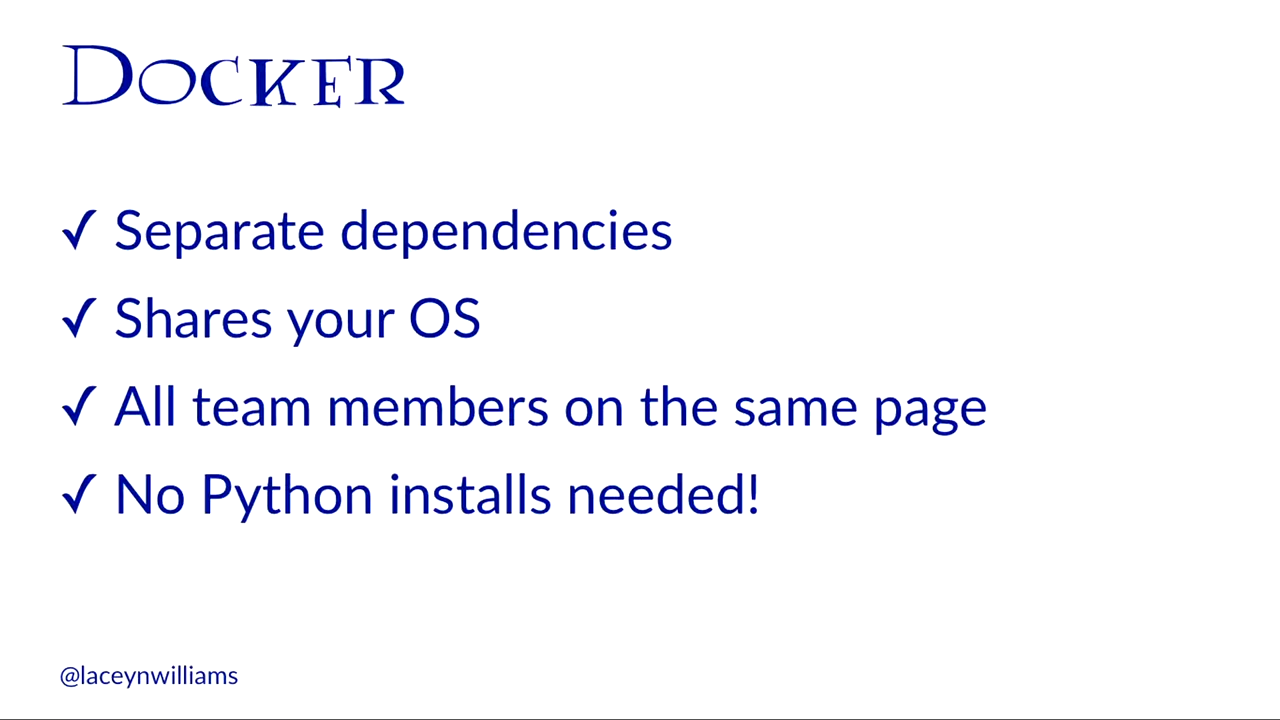 Docker
✓ Separate dependencies
✓ Shares your OS
✓ All team members on the same page
✓ No Python installs needed!
@laceynwilliams